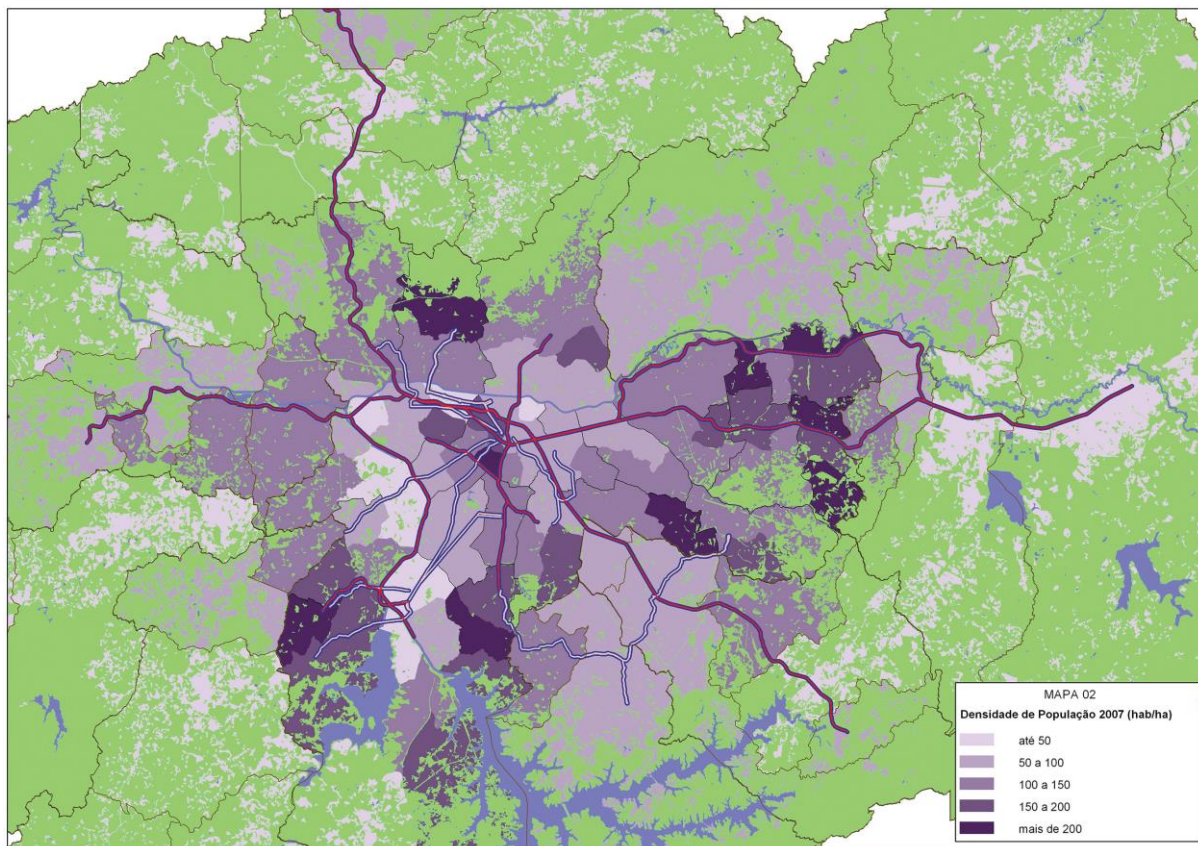 MAPA 02
Densidade de População 2007 (hab/ha)
até 50
50 a 100
100 a 150
150 a 200
mais de 200